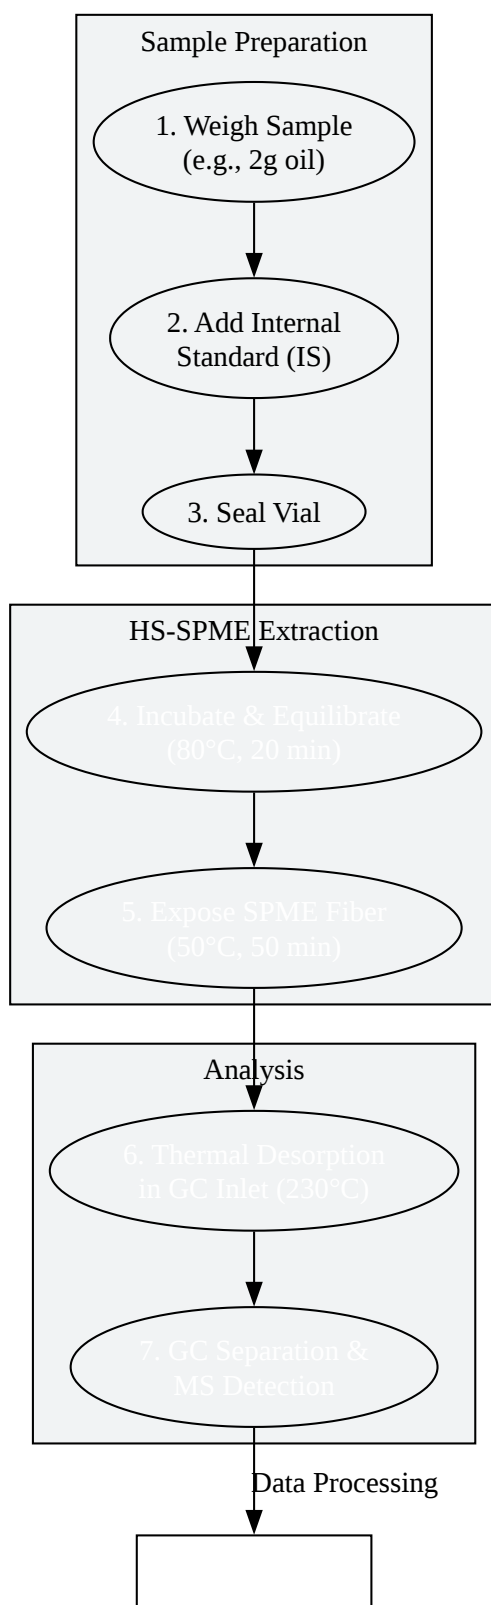 Sample Preparation
1. Weigh Sample
(e.g., 2g oil)
2. Add Internal
Standard (IS)
3. Seal Vial
HS-SPME Extraction
4. Incubate & Equilibrate
(80°C, 20 min)
5. Expose SPME Fiber
(50°C, 50 min)
Analysis
6. Thermal Desorption
in GC Inlet (230°C)
7. GC Separation &
MS Detection
Data Processing